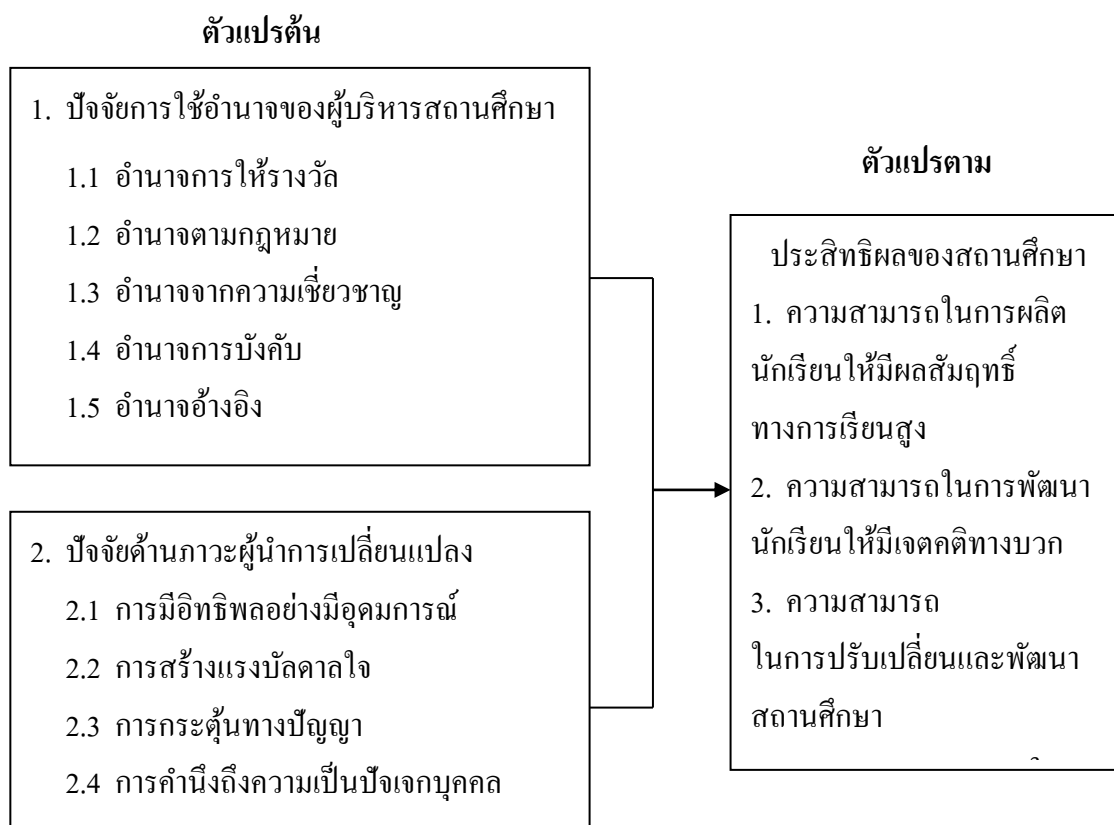 ตัวแปรต้น
1. ปัจจัยการใช้อำนาจของผู้บริหารสถานศึกษา
1.1 อำนาจการให้รางวัล
1.2 อำนาจตามกฎหมาย
1.3 อำนาจจากความเชี่ยวชาญ
1.4 อำนาจการบังคับ
1.5 อำนาจอ้างอิง
2. ปัจจัยด้านภาวะผู้นำการเปลี่ยนแปลง
2.1 การมีอิทธิพลอย่างมีอุดมการณ์
2.2 การสร้างแรงบัลดาลใจ
2.3 การกระตุ้นทางปัญญา
2.4 การคำนึงถึงความเป็นปัจเจกบุคคล
ตัวแปรตาม
ประสิทธิผลของสถานศึกษา
1. ความสามารถในการผลิต
นักเรียนให้มีผลสัมฤทธิ์
ทางการเรียนสูง
2. ความสามารถในการพัฒนา
นักเรียนให้มีเจตคติทางบวก
3. ความสามารถ
ในการปรับเปลี่ยนและพัฒนา
สถานศึกษา